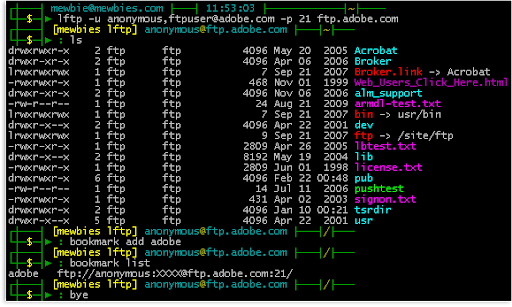 mewbie@mewbies.com 11:53:03 ~
$ lftp -u anonymous,ftpuser@adobe.com -p 21 ftp.adobe.com
[mewbies lftp] anonymous@ftp.adobe.com ~
$ : ls
drwxrwxr-x 2 ftp ftp 4096 May 20 2005 Acrobat
drwxr-xr-x 2 ftp ftp 4096 Apr 06 2006 Broker
lrwxrwxrwx 1 ftp ftp 7 Sep 21 2007 Broker.link -> Acrobat
-rwxr-xr-x 1 ftp ftp 468 Nov 01 1999 Web_Users_Click_Here.html
drwxr-xr-x 2 ftp ftp 4096 Nov 06 2006 alm_support
-rw-r--r-- 1 ftp ftp 24 Aug 21 2009 armdl-test.txt
lrwxrwxrwx 1 ftp ftp 7 Sep 21 2007 bin -> usr/bin
drwxr-xr-x 2 ftp ftp 4096 Apr 22 2001 dev
lrwxrwxrwx 1 ftp ftp 9 Sep 21 2007 ftp -> /site/ftp
-rwxr-xr-x 1 ftp ftp 2809 Apr 26 2005 lbtest.txt
drwxr-xr-x 2 ftp ftp 8192 May 19 2004 lib
-rwxr-xr-x 1 ftp ftp 2809 Jun 01 1998 license.txt
drwxr-xr-x 6 ftp ftp 4096 Feb 22 00:48 pub
-rw-r--r-- 1 ftp ftp 14 Jul 11 2006 pushtest
-rwxr-x--x 1 ftp ftp 431 Apr 02 2003 signon.txt
drwxrwxr-x 2 ftp ftp 4096 Jan 10 00:21 tsrdir
drwxr-x--x 5 ftp ftp 4096 Apr 22 2001 usr
[mewbies lftp] anonymous@ftp.adobe.com /
$ : bookmark add adobe
[mewbies lftp] anonymous@ftp.adobe.com /
$ : bookmark list
adobe ftp://anonymous:XXXX@ftp.adobe.com:21/
[mewbies lftp] anonymous@ftp.adobe.com /
$ : bye